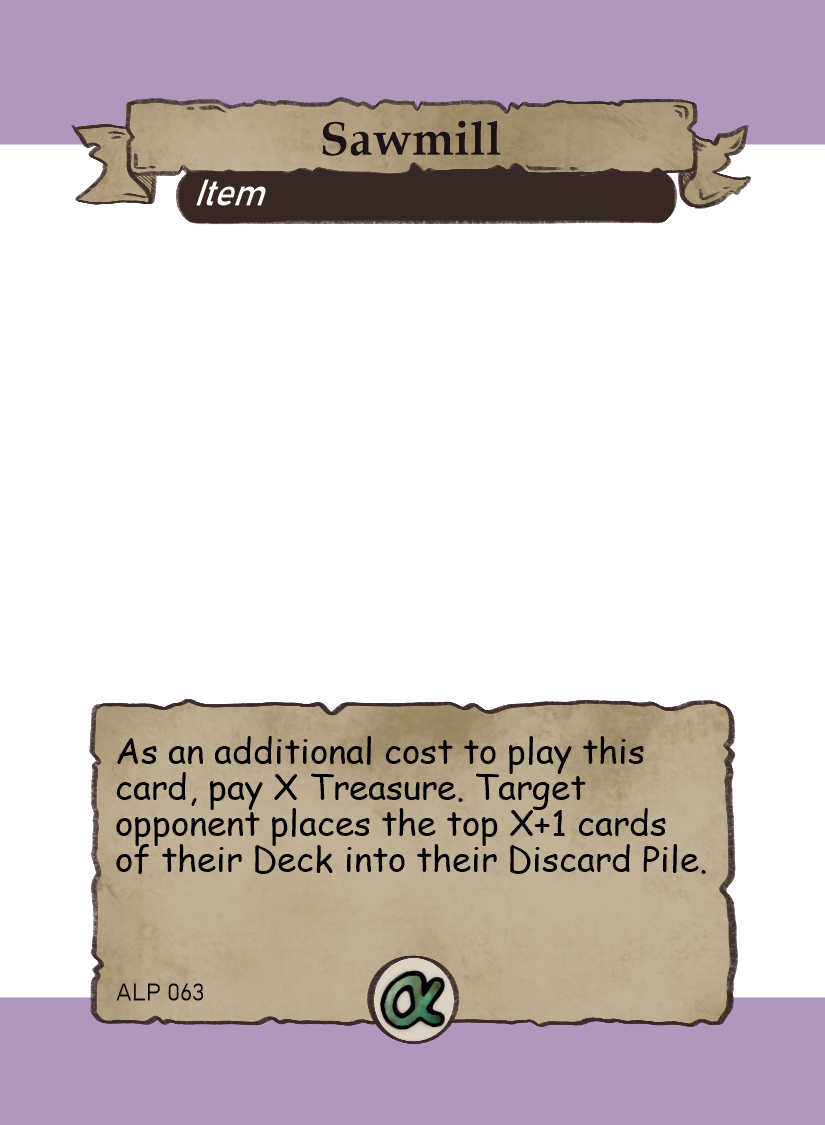 Sawmill
Item
As an additional cost to play this
card, pay X Treasure. Target
opponent places the top X+1 cards
of their Deck into their Discard Pile.
ALP 063
α